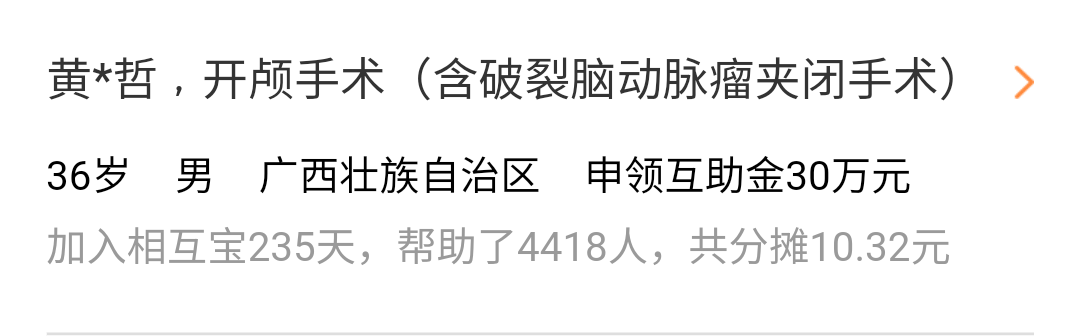 黄*哲，开颅手术（含破裂脑动脉瘤夹闭手术）
36岁 男 广西壮族自治区 申领互助金30万元
加入相互宝235天，帮助了4418人，共分摊10.32元